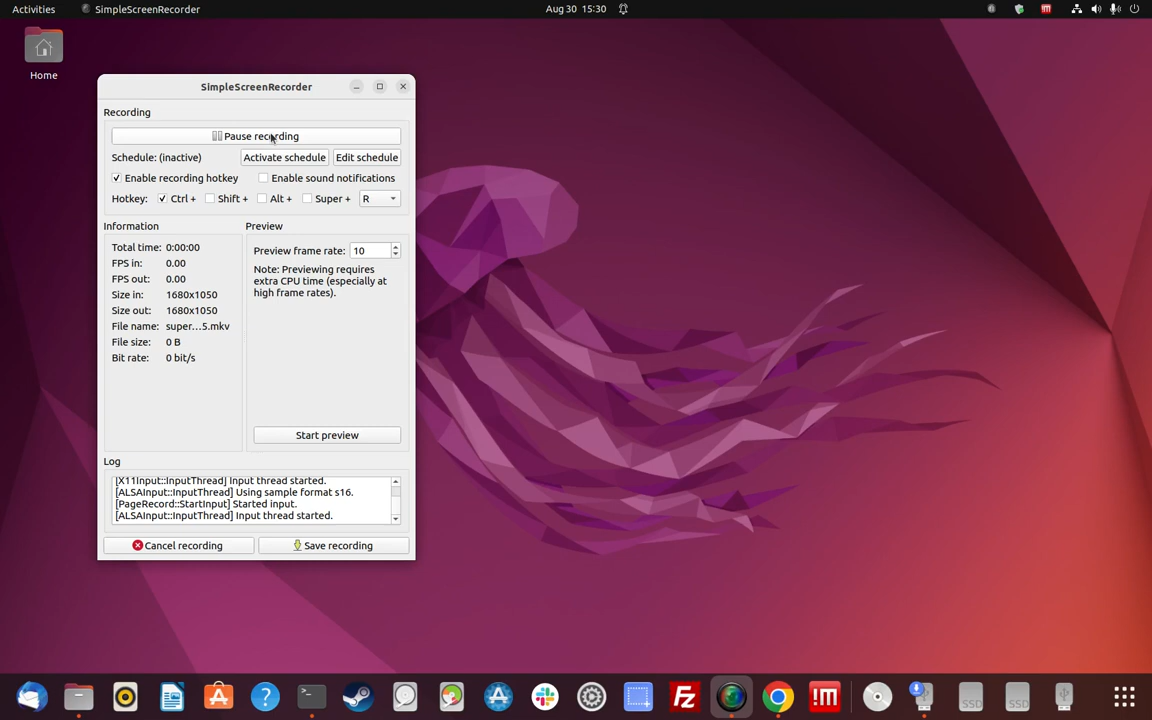 Activities SimpleScreenRecorder Aug 30 15:30
Home
SimpleScreenRecorder
Recording
Pause recording
Schedule: (inactive) Activate schedule Edit schedule
Enable recording hotkey Enable sound notifications
Hotkey: Ctrl + Shift + Alt + Super + R
Information
Total time: 0:00:00
FPS in: 0.00
FPS out: 0.00
Size in: 1680x1050
Size out: 1680x1050
File name: super...5.mkv
File size: 0 B
Bit rate: 0 bit/s
Preview
Preview frame rate: 10
Note: Previewing requires
extra CPU time (especially at
high frame rates).
Start preview
Log
[X11Input::InputThread] Input thread started.
[ALSAInput::InputThread] Using sample format s16.
[PageRecord::StartInput] Started input.
[ALSAInput::InputThread] Input thread started.
Cancel recording Save recording
SSD SSD